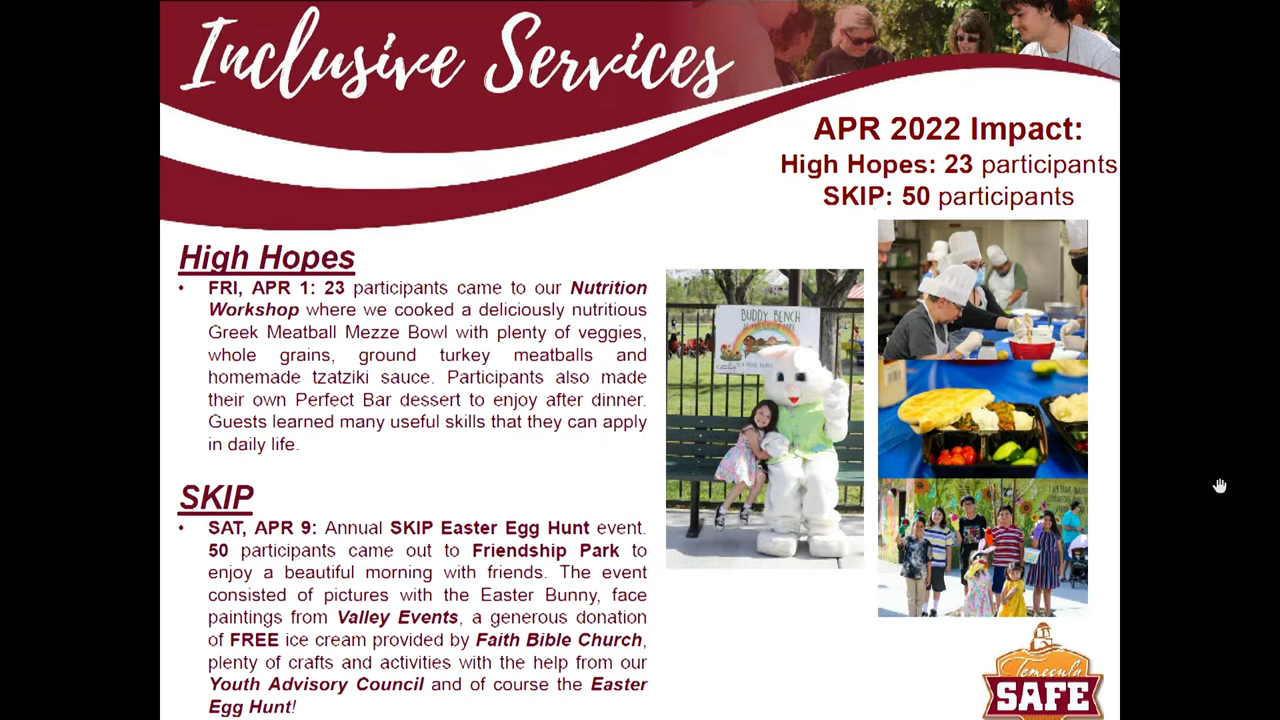 Inclusive Services
APR 2022 Impact:
High Hopes: 23 participants
SKIP: 50 participants
High Hopes
• FRI, APR 1: 23 participants came to our Nutrition
Workshop where we cooked a deliciously nutritious
Greek Meatball Mezze Bowl with plenty of veggies,
whole grains, ground turkey meatballs and
homemade tzatziki sauce. Participants also made
their own Perfect Bar dessert to enjoy after dinner.
Guests learned many useful skills that they can apply
in daily life.
SKIP
• SAT, APR 9: Annual SKIP Easter Egg Hunt event.
50 participants came out to Friendship Park to
enjoy a beautiful morning with friends. The event
consisted of pictures with the Easter Bunny, face
paintings from Valley Events, a generous donation
of FREE ice cream provided by Faith Bible Church,
plenty of crafts and activities with the help from our
Youth Advisory Council and of course the Easter
Egg Hunt!
BUDDY BENCH
Temecula
SAFE